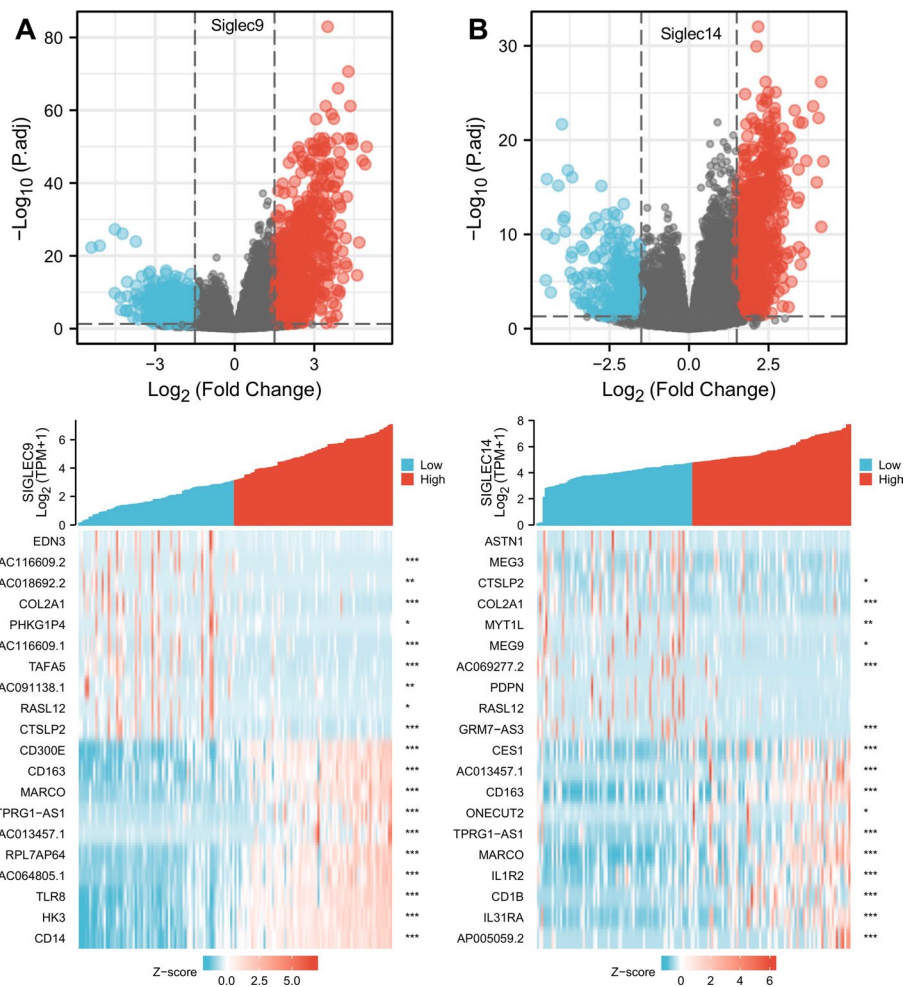 A
Siglec9
−Log10 (P.adj)
80
60
40
20
0
−3
0
3
Log2 (Fold Change)
B
Siglec14
−Log10 (P.adj)
30
20
10
0
−2.5
0.0
2.5
Log2 (Fold Change)
SIGLEC9
Log2 (TPM+1)
6
4
2
0
Low
High
EDN3
AC116609.2 ***
AC018692.2 **
COL2A1 ***
PHKG1P4 *
AC116609.1 ***
TAFA5 ***
AC091138.1 **
RASL12 *
CTSLP2 ***
CD300E ***
CD163 ***
MARCO ***
TPRG1−AS1 ***
AC013457.1 ***
RPL7AP64 ***
AC064805.1 ***
TLR8 ***
HK3 ***
CD14 ***
Z−score
0.0 2.5 5.0
SIGLEC14
Log2 (TPM+1)
8
6
4
2
0
Low
High
ASTN1
MEG3
CTSLP2 *
COL2A1 ***
MYT1L **
MEG9 *
AC069277.2 ***
PDPN
RASL12
GRM7−AS3 ***
CES1 ***
AC013457.1 ***
CD163 ***
ONECUT2 *
TPRG1−AS1 ***
MARCO ***
IL1R2 ***
CD1B ***
IL31RA ***
AP005059.2 ***
Z−score
0 2 4 6